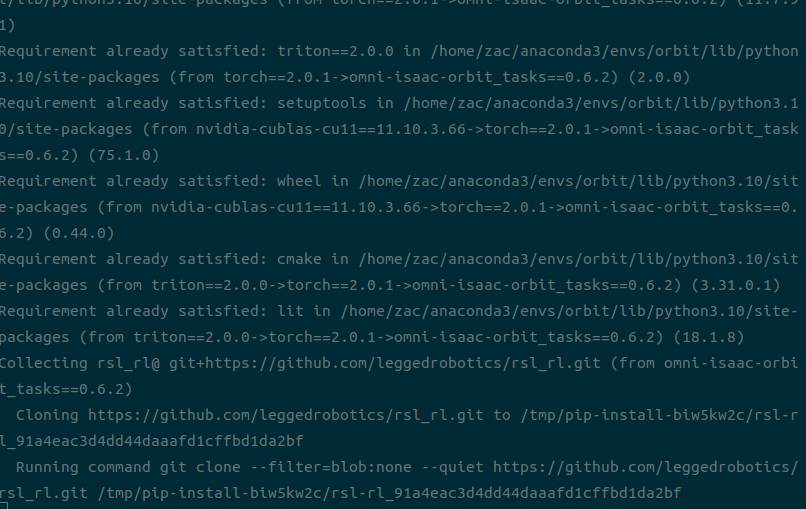 t/lib/python3.10/site-packages (from torch==2.0.1->omni-isaac-orbit_tasks==0.6.2) (11.7.9
1)
Requirement already satisfied: triton==2.0.0 in /home/zac/anaconda3/envs/orbit/lib/python
3.10/site-packages (from torch==2.0.1->omni-isaac-orbit_tasks==0.6.2) (2.0.0)
Requirement already satisfied: setuptools in /home/zac/anaconda3/envs/orbit/lib/python3.1
0/site-packages (from nvidia-cublas-cu11==11.10.3.66->torch==2.0.1->omni-isaac-orbit_task
s==0.6.2) (75.1.0)
Requirement already satisfied: wheel in /home/zac/anaconda3/envs/orbit/lib/python3.10/sit
e-packages (from nvidia-cublas-cu11==11.10.3.66->torch==2.0.1->omni-isaac-orbit_tasks==0.
6.2) (0.44.0)
Requirement already satisfied: cmake in /home/zac/anaconda3/envs/orbit/lib/python3.10/sit
e-packages (from triton==2.0.0->torch==2.0.1->omni-isaac-orbit_tasks==0.6.2) (3.31.0.1)
Requirement already satisfied: lit in /home/zac/anaconda3/envs/orbit/lib/python3.10/site-
packages (from triton==2.0.0->torch==2.0.1->omni-isaac-orbit_tasks==0.6.2) (18.1.8)
Collecting rsl_rl@ git+https://github.com/leggedrobotics/rsl_rl.git (from omni-isaac-orbi
t_tasks==0.6.2)
  Cloning https://github.com/leggedrobotics/rsl_rl.git to /tmp/pip-install-biw5kw2c/rsl-r
l_91a4eac3d4dd44daaafd1cffbd1da2bf
  Running command git clone --filter=blob:none --quiet https://github.com/leggedrobotics/
rsl_rl.git /tmp/pip-install-biw5kw2c/rsl-rl_91a4eac3d4dd44daaafd1cffbd1da2bf